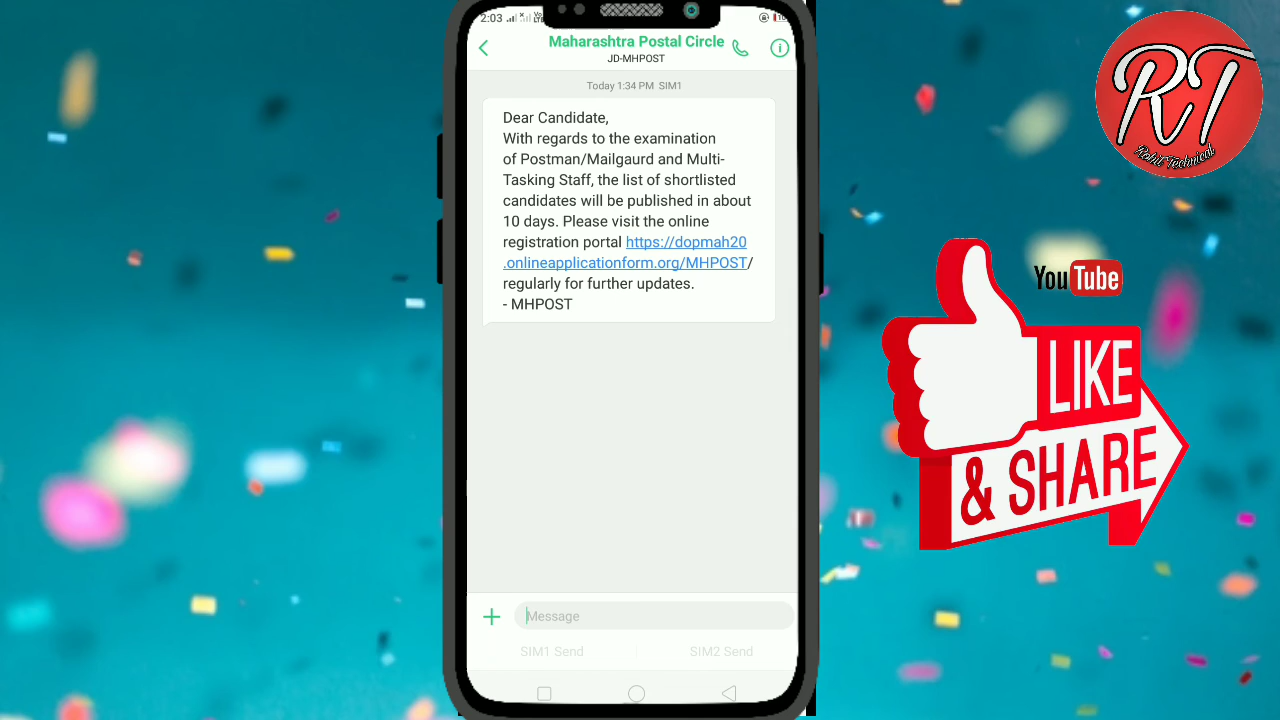 2:03
Maharashtra Postal Circle
JD-MHPOST
Today 1:34 PM SIM1
Dear Candidate,
With regards to the examination
of Postman/Mailgaurd and Multi-
Tasking Staff, the list of shortlisted
candidates will be published in about
10 days. Please visit the online
registration portal https://dopmah20
.onlineapplicationform.org/MHPOST/
regularly for further updates.
- MHPOST
Message
SIM1 Send
SIM2 Send
RT
Rohit Technical
YouTube
LIKE
& SHARE